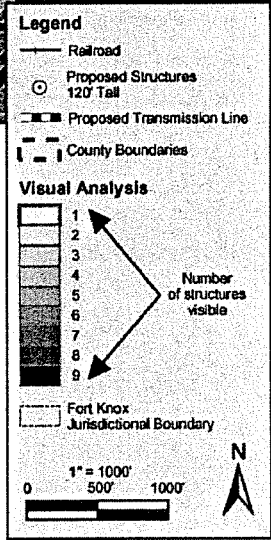 Legend
Railroad
Proposed Structures
120' Tall
Proposed Transmission Line
County Boundaries
Visual Analysis
1
2
3
4
5
6
7
8
9
Number
of structures
visible
Fort Knox
Jurisdictional Boundary
N
1" = 1000'
0 500' 1000'